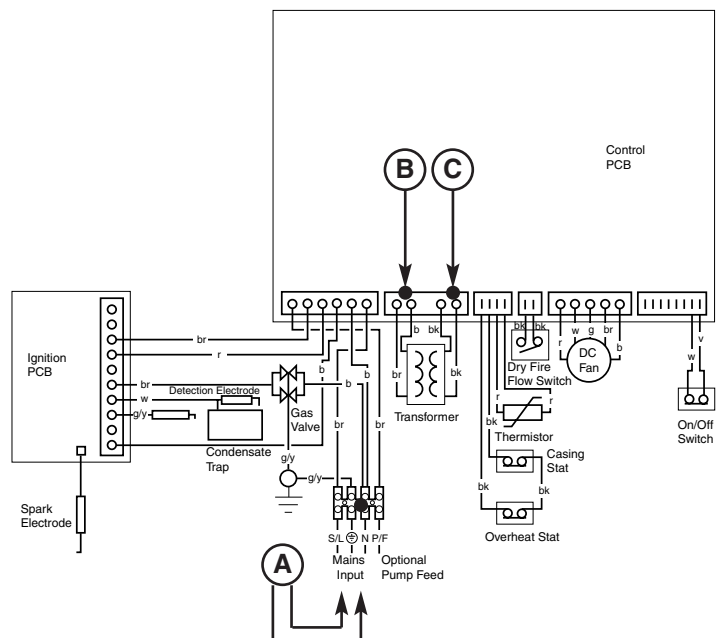 Control
PCB
B
C
Ignition
PCB
br
r
br
w
g/y
Detection Electrode
Condensate
Trap
Gas
Valve
b
b
b
br
br
g/y
g/y
Spark
Electrode
S/L N P/F
Mains
Input
Optional
Pump Feed
A
b
bk
br
bk
Transformer
bk
bk
Dry Fire
Flow Switch
r
w
g
br
b
DC
Fan
r
r
Thermistor
bk
Casing
Stat
bk
bk
Overheat Stat
v
w
On/Off
Switch